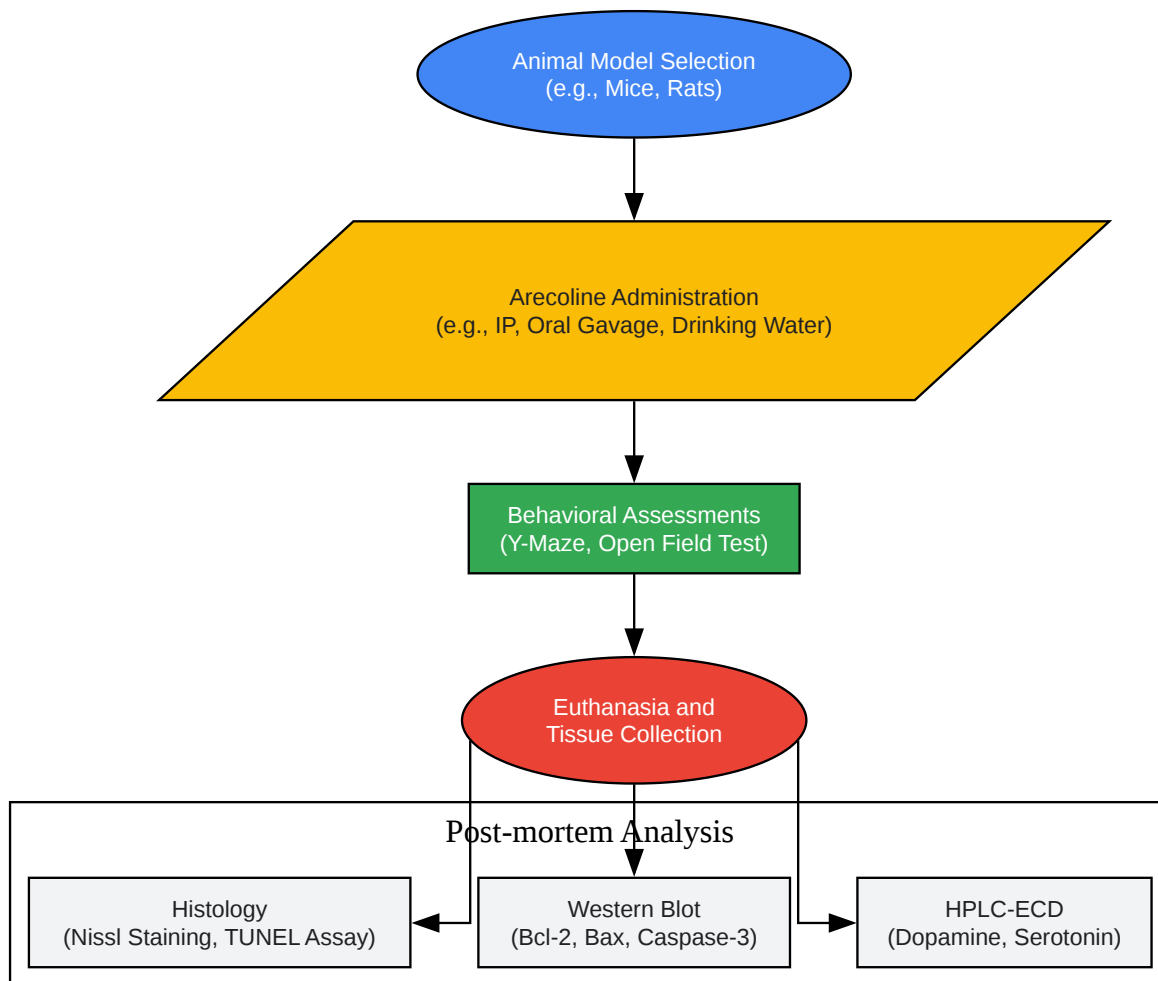 Animal Model Selection
(e.g., Mice, Rats)
Arecoline Administration
(e.g., IP, Oral Gavage, Drinking Water)
Behavioral Assessments
(Y-Maze, Open Field Test)
Euthanasia and
Tissue Collection
Post-mortem Analysis
Histology
(Nissl Staining, TUNEL Assay)
Western Blot
(Bcl-2, Bax, Caspase-3)
HPLC-ECD
(Dopamine, Serotonin)